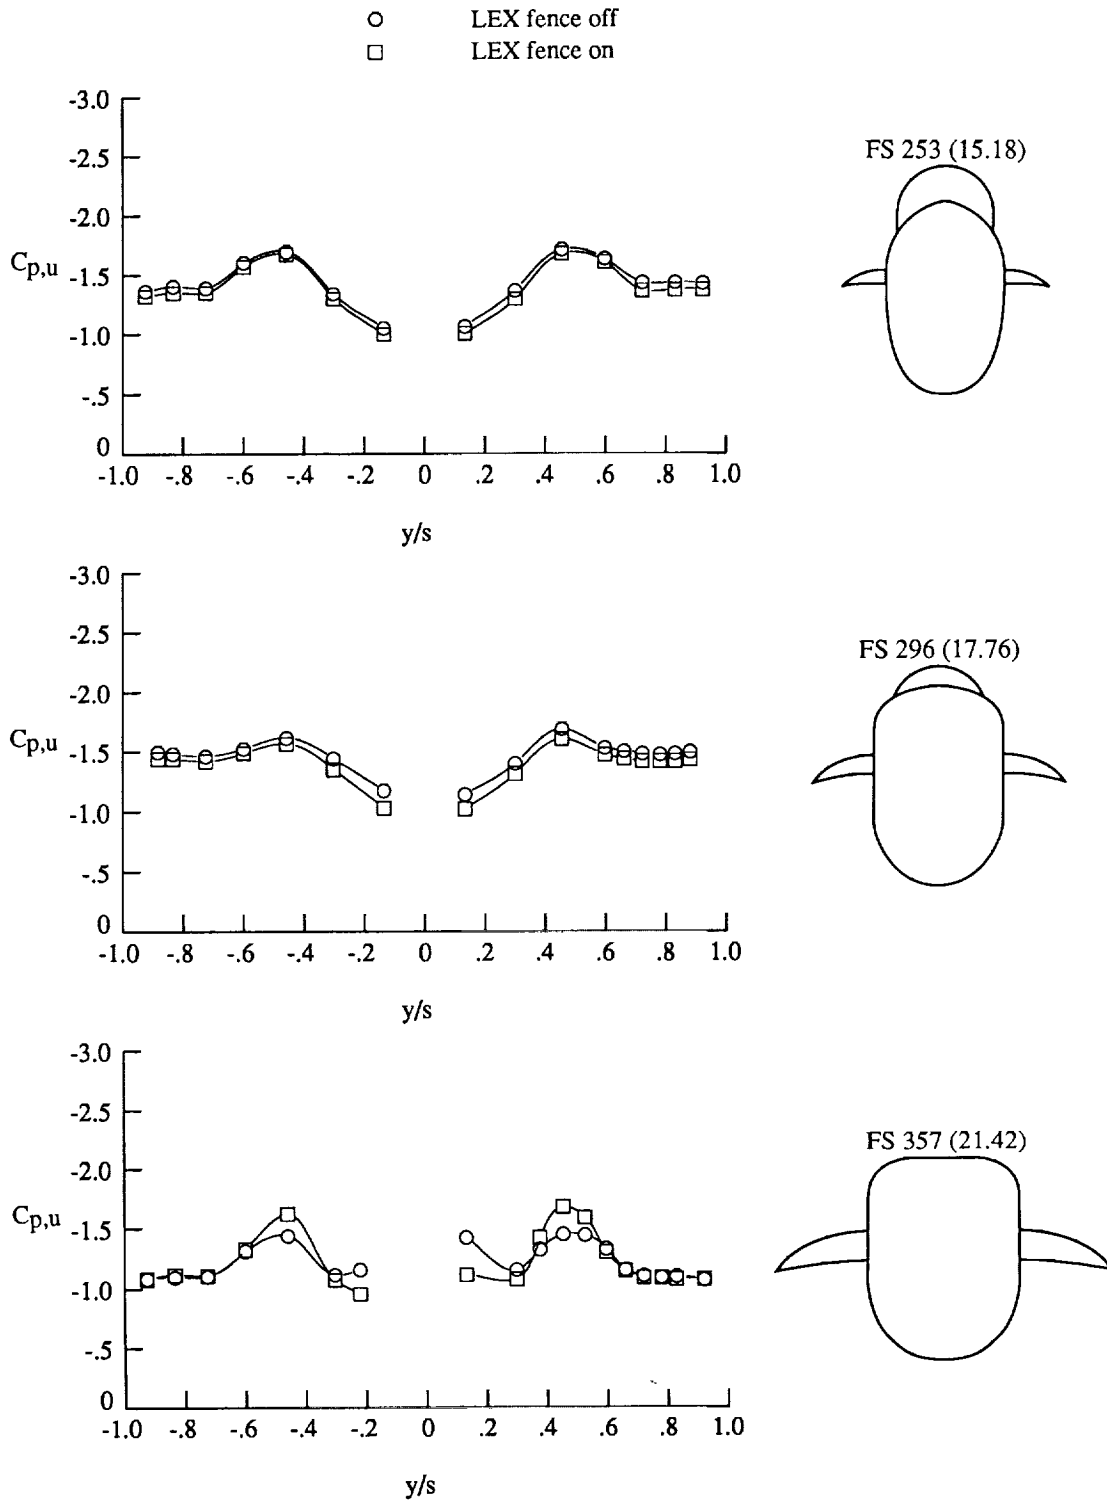 LEX fence off
LEX fence on
-3.0
-2.5
-2.0
-1.5
-1.0
-.5
0
Cp,u
-1.0 -.8 -.6 -.4 -.2 0 .2 .4 .6 .8 1.0
y/s
FS 253 (15.18)
-3.0
-2.5
-2.0
-1.5
-1.0
-.5
0
Cp,u
-1.0 -.8 -.6 -.4 -.2 0 .2 .4 .6 .8 1.0
y/s
FS 296 (17.76)
-3.0
-2.5
-2.0
-1.5
-1.0
-.5
0
Cp,u
-1.0 -.8 -.6 -.4 -.2 0 .2 .4 .6 .8 1.0
y/s
FS 357 (21.42)